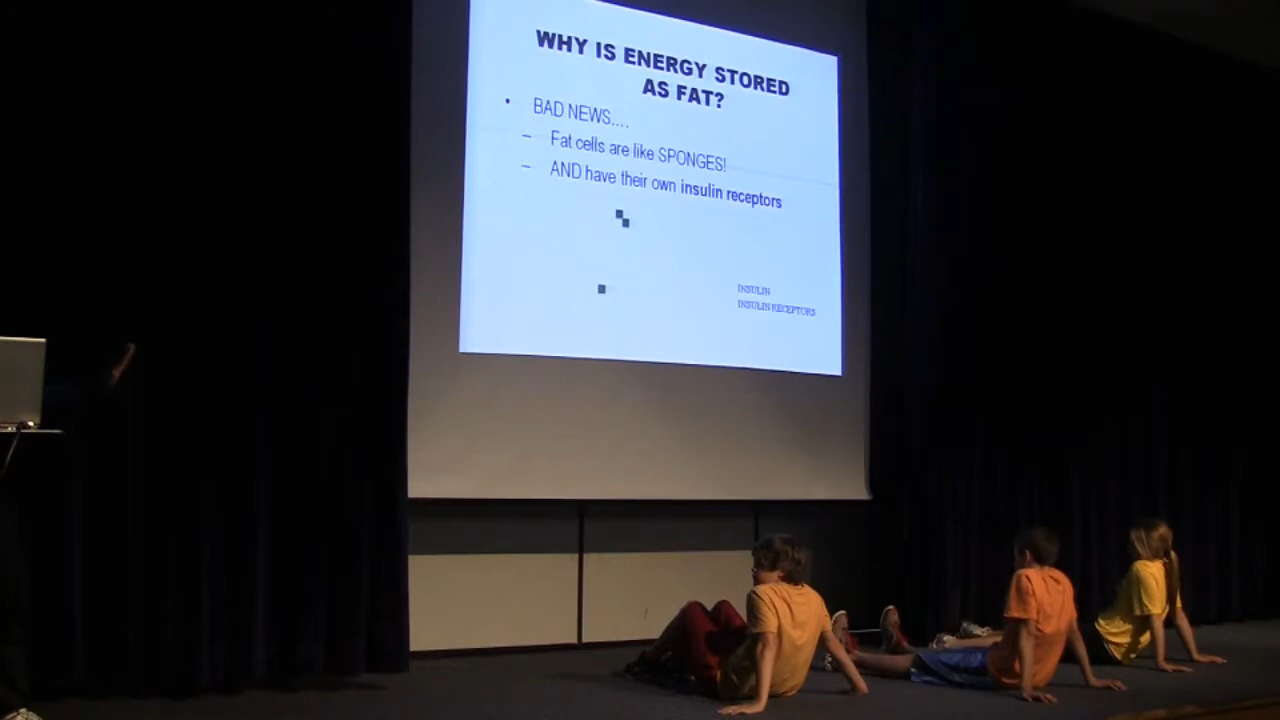 WHY IS ENERGY STORED
AS FAT?
• BAD NEWS....
– Fat cells are like SPONGES!
– AND have their own insulin receptors
INSULIN
INSULIN RECEPTORS